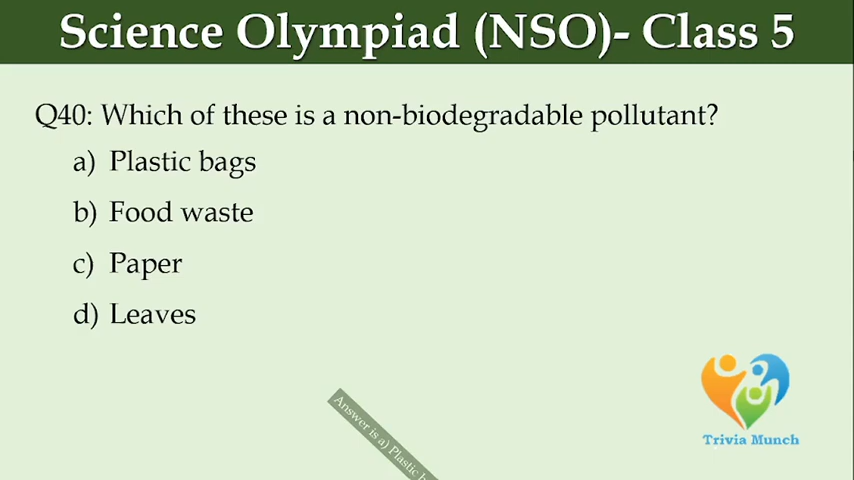 Science Olympiad (NSO)- Class 5
Q40: Which of these is a non-biodegradable pollutant?
a) Plastic bags
b) Food waste
c) Paper
d) Leaves
Answer is a) Plastic
Trivia Munch